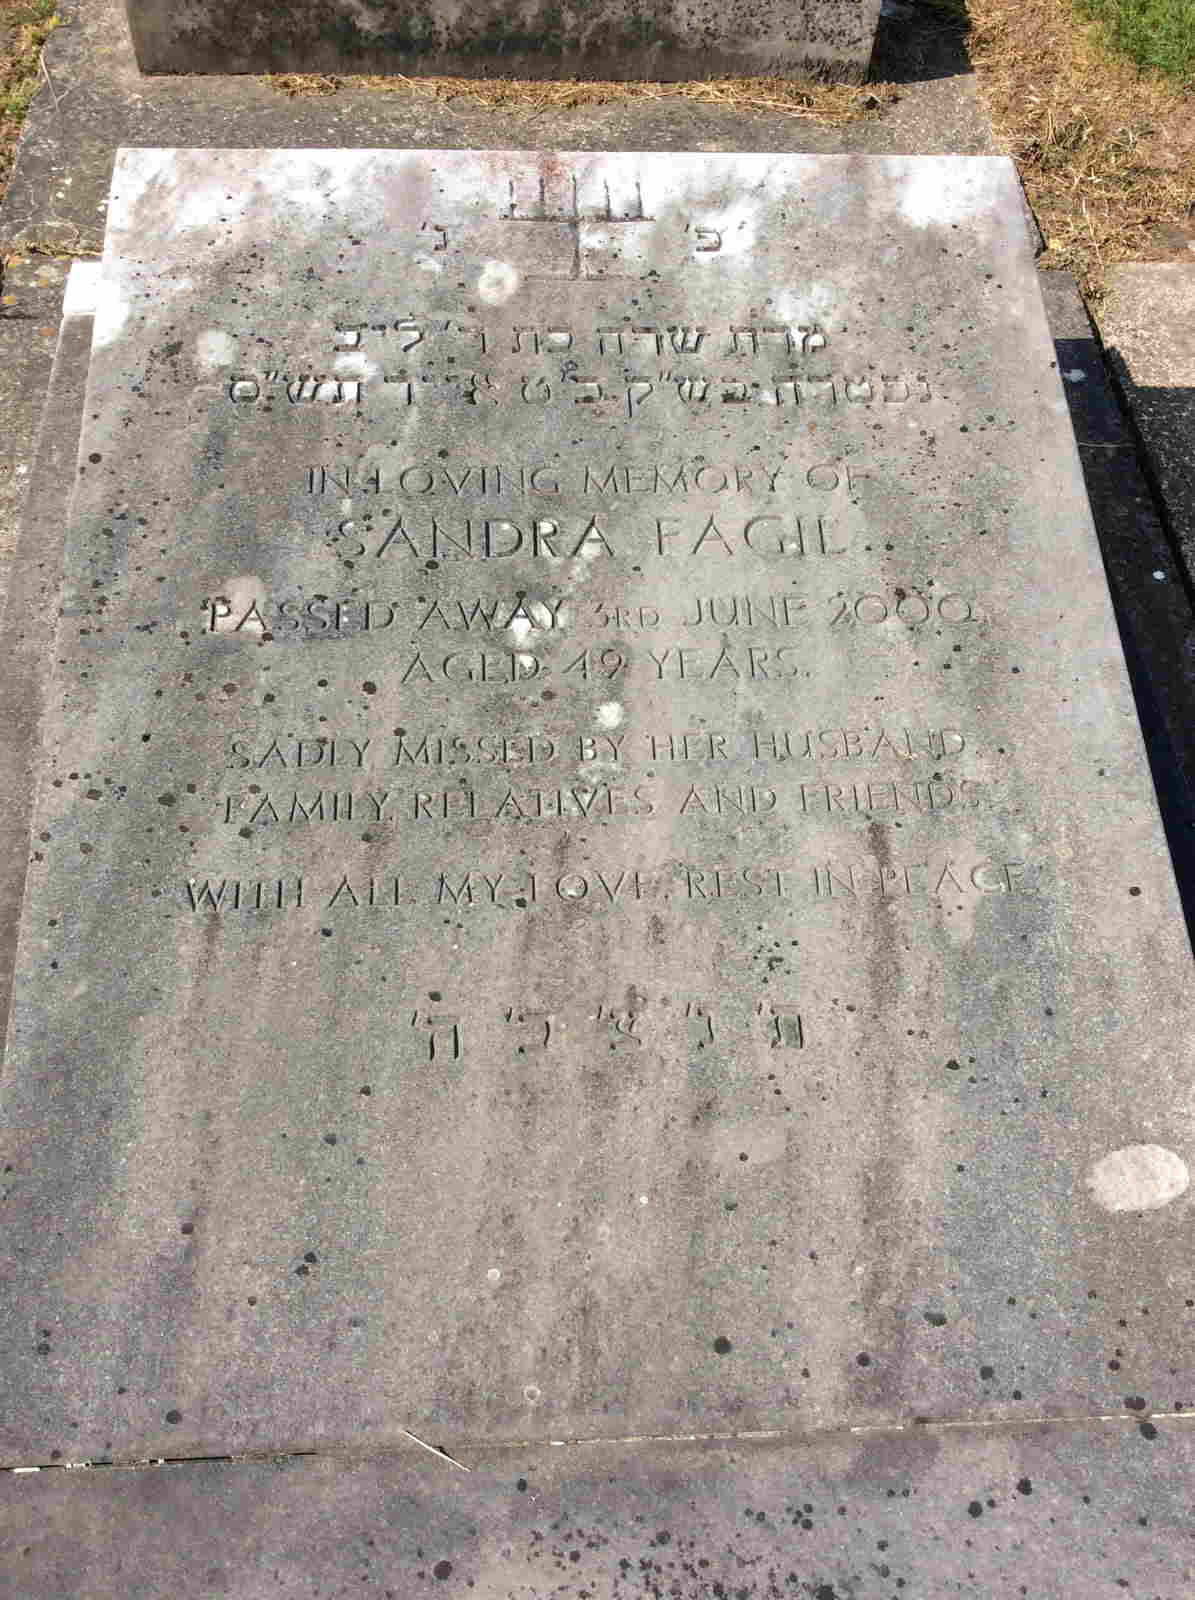 פ' נ'
מרת שרה בת ר' ליב
נפטרה בש"ק כ"ט אייר תש"ס
IN LOVING MEMORY OF
SANDRA FAGIL
PASSED AWAY 3RD JUNE 2000,
AGED 49 YEARS.
SADLY MISSED BY HER HUSBAND,
FAMILY, RELATIVES AND FRIENDS.
WITH ALL MY LOVE, REST IN PEACE.
ת' נ' צ' ב' ה'